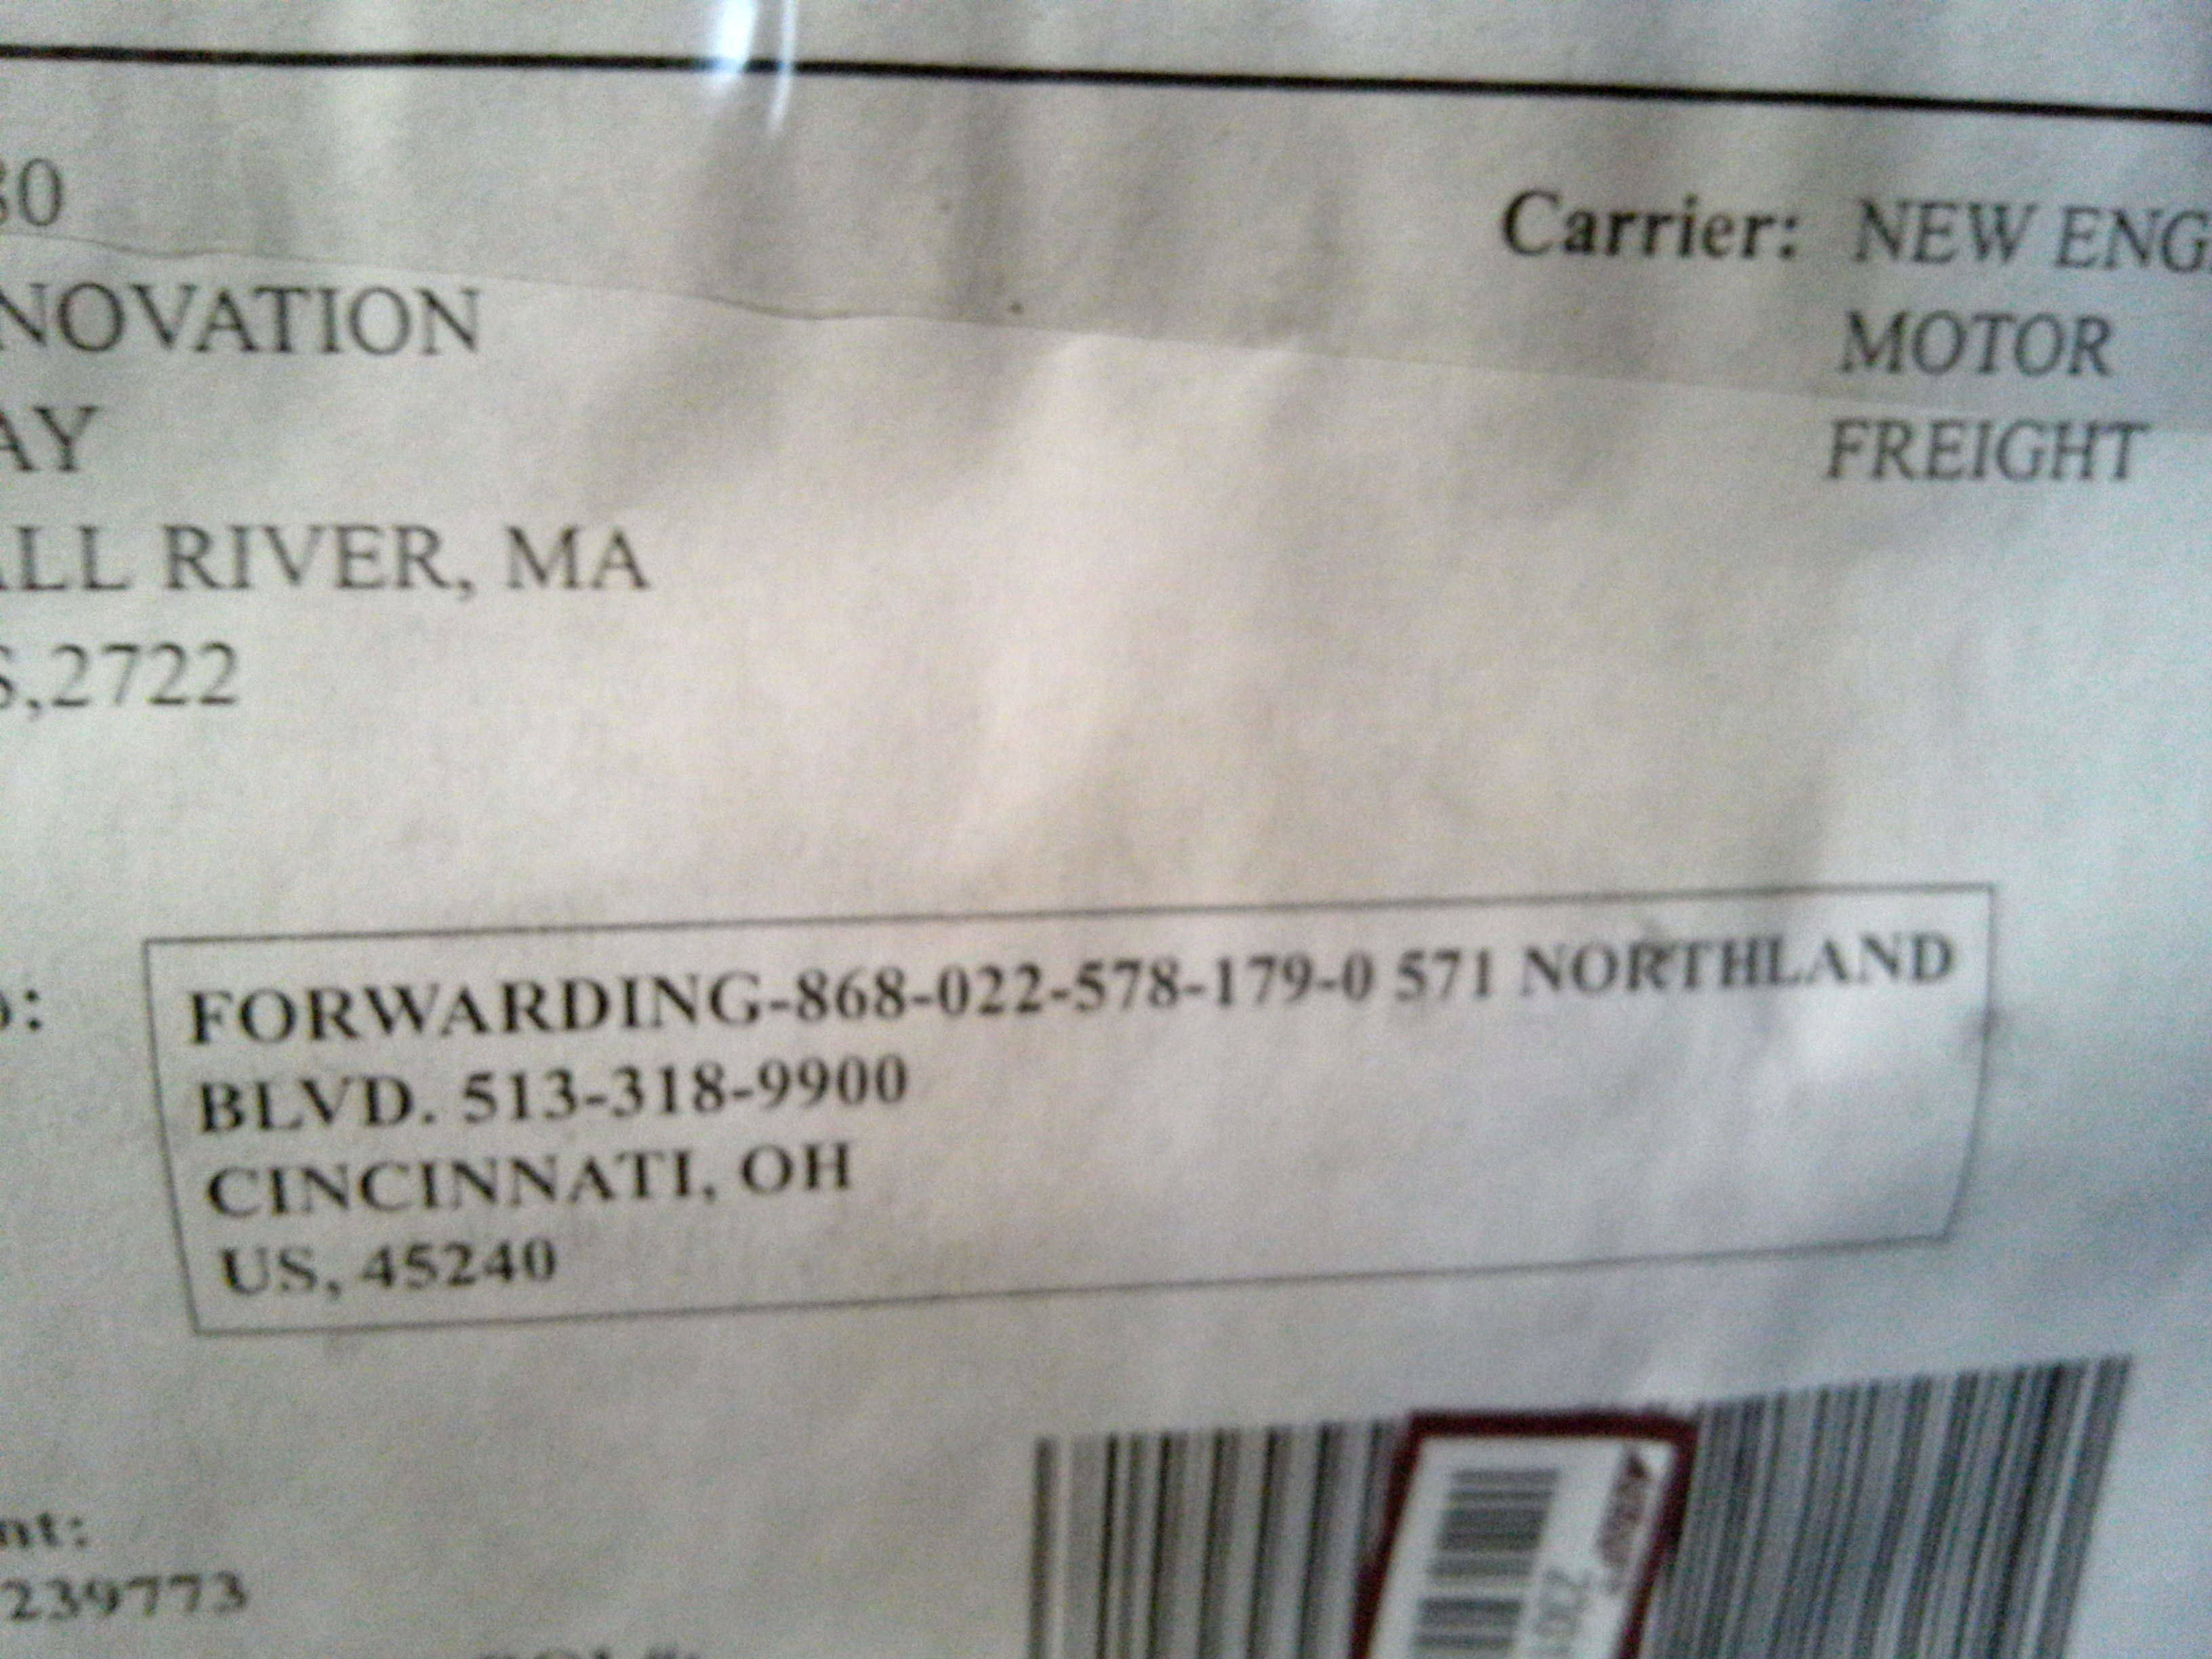 30
NOVATION
AY
ALL RIVER, MA
S,2722
Carrier: NEW ENG
MOTOR
FREIGHT
o:
FORWARDING-868-022-578-179-0 571 NORTHLAND
BLVD. 513-318-9900
CINCINNATI, OH
US, 45240
nt:
239773